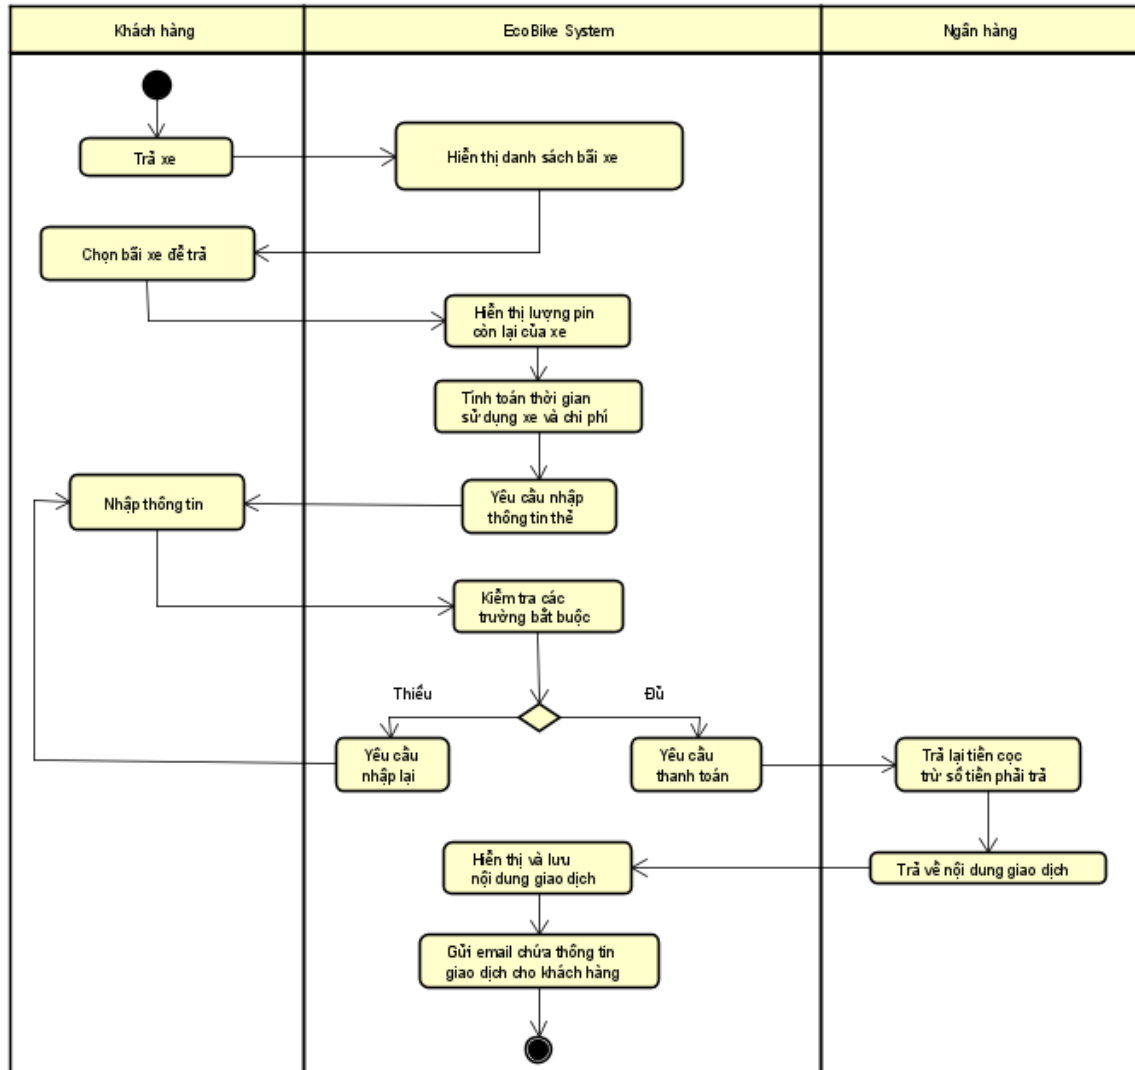 Khách hàng
EcoBike System
Ngân hàng
Trả xe
Hiển thị danh sách bãi xe
Chọn bãi xe để trả
Hiển thị lượng pin
còn lại của xe
Tính toán thời gian
sử dụng xe và chi phí
Nhập thông tin
Yêu cầu nhập
thông tin thẻ
Kiểm tra các
trường bắt buộc
Thiếu
Đủ
Yêu cầu
nhập lại
Yêu cầu
thanh toán
Trả lại tiền cọc
trừ số tiền phải trả
Hiển thị và lưu
nội dung giao dịch
Trả về nội dung giao dịch
Gửi email chứa thông tin
giao dịch cho khách hàng